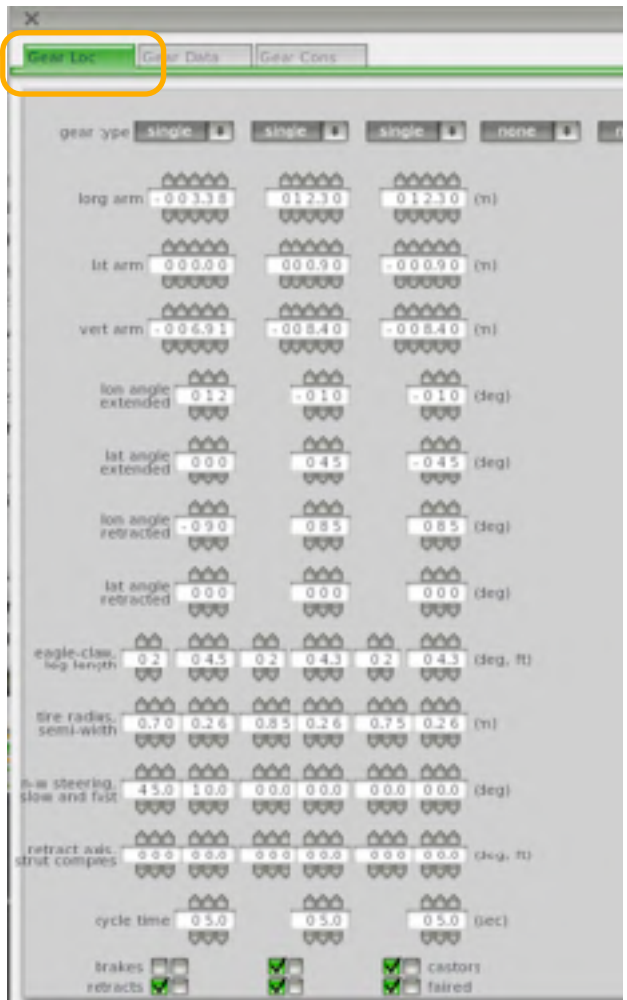 Gear Loc Gear Data Gear Cons
gear type single single single none
long arm -003.38 012.30 012.30
lat arm 000.00 000.90 -000.90
vert arm -006.91 -008.40 -008.40
lon angle
extended 012 -010 -010 (deg)
lat angle
extended 000 045 -045 (deg)
lon angle
retracted -090 085 085 (deg)
lat angle
retracted 000 000 000 (deg)
eagle-claw,
leg length 02 04.5 02 04.3 02 04.3 (deg, ft)
tire radius,
semi-width 0.70 0.26 0.85 0.26 0.75 0.26
n-w steering,
slow and fast 45.0 10.0 00.0 00.0 00.0 00.0 (deg)
retract axis,
strut compres 000 00.0 000 00.0 000 00.0 (deg, ft)
cycle time 05.0 05.0 05.0 (sec)
brakes castors
retracts faired